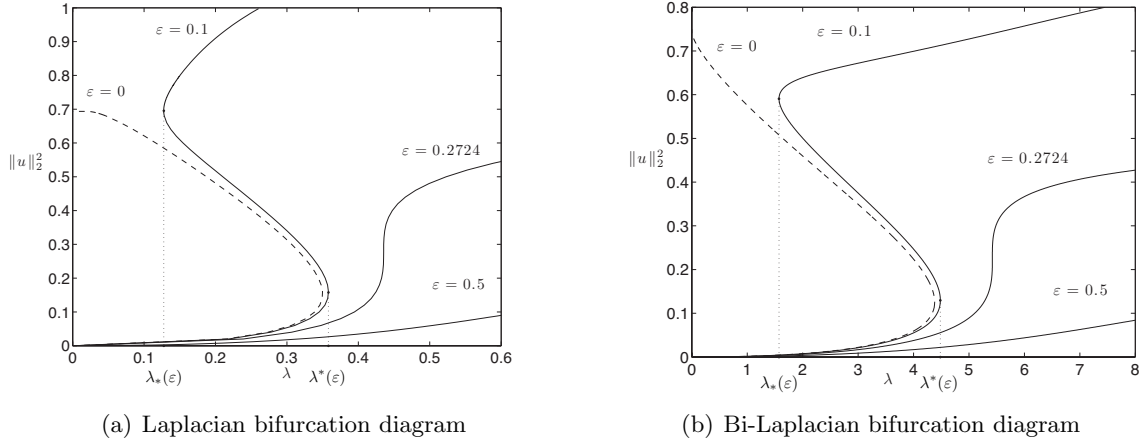 1
0.9
0.8
0.7
0.6
0.5
0.4
0.3
0.2
0.1
0
‖u‖₂²
ε = 0.1
ε = 0
ε = 0.2724
ε = 0.5
0 0.1 0.2 0.3 0.4 0.5 0.6
λ∗(ε) λ λ*(ε)
(a) Laplacian bifurcation diagram
0.8
0.7
0.6
0.5
0.4
0.3
0.2
0.1
0
‖u‖₂²
ε = 0
ε = 0.1
ε = 0.2724
ε = 0.5
0 1 2 3 4 5 6 7 8
λ∗(ε) λ λ*(ε)
(b) Bi-Laplacian bifurcation diagram